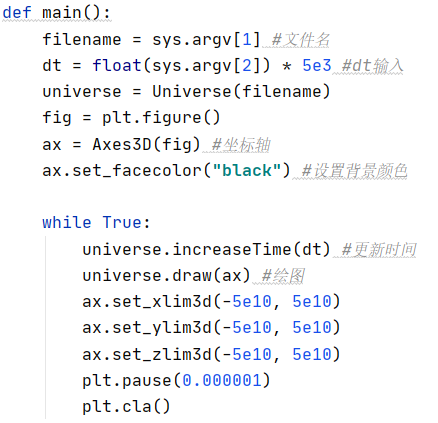 def main():
    filename = sys.argv[1] #文件名
    dt = float(sys.argv[2]) * 5e3 #dt输入
    universe = Universe(filename)
    fig = plt.figure()
    ax = Axes3D(fig) #坐标轴
    ax.set_facecolor("black") #设置背景颜色

    while True:
        universe.increaseTime(dt) #更新时间
        universe.draw(ax) #绘图
        ax.set_xlim3d(-5e10, 5e10)
        ax.set_ylim3d(-5e10, 5e10)
        ax.set_zlim3d(-5e10, 5e10)
        plt.pause(0.000001)
        plt.cla()